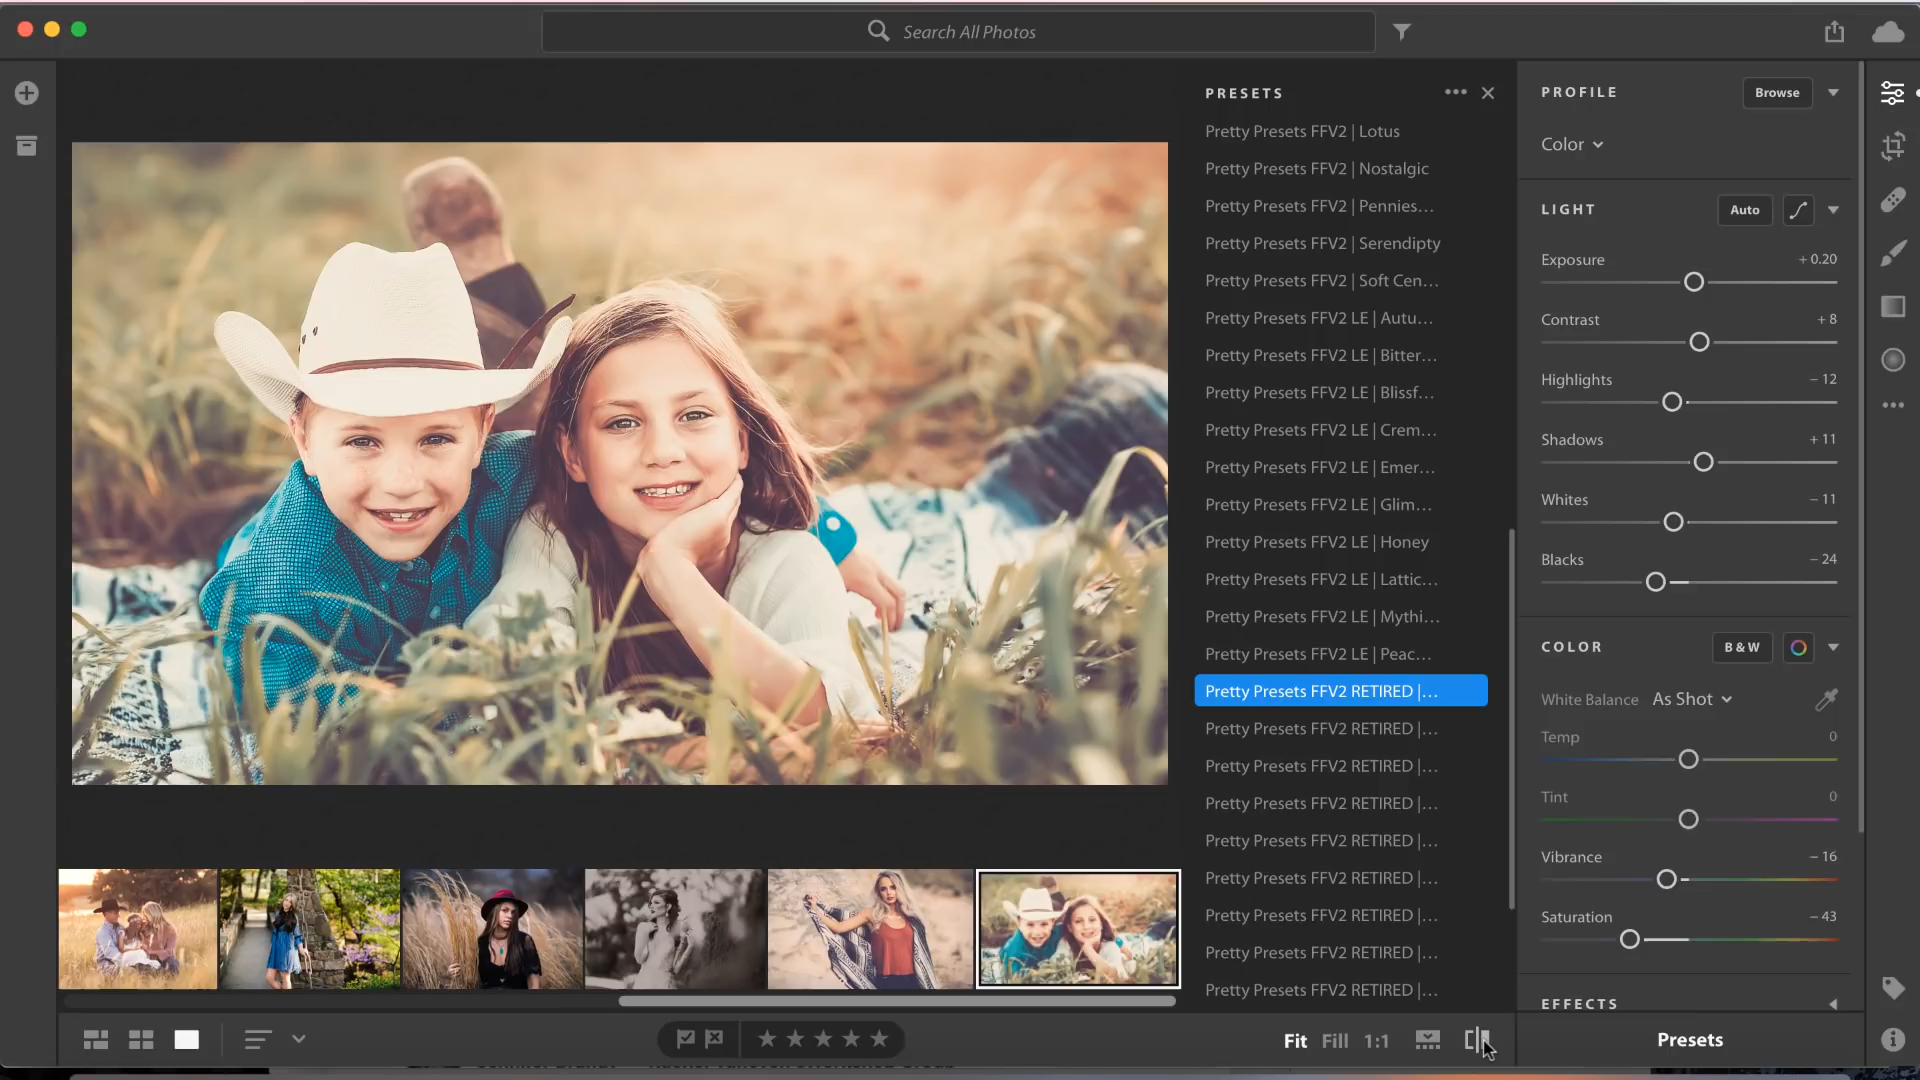 Search All Photos
PRESETS
Pretty Presets FFV2 | Lotus
Pretty Presets FFV2 | Nostalgic
Pretty Presets FFV2 | Pennies…
Pretty Presets FFV2 | Serendipty
Pretty Presets FFV2 | Soft Cen…
Pretty Presets FFV2 LE | Autu…
Pretty Presets FFV2 LE | Bitter…
Pretty Presets FFV2 LE | Blissf…
Pretty Presets FFV2 LE | Crem…
Pretty Presets FFV2 LE | Emer…
Pretty Presets FFV2 LE | Glim…
Pretty Presets FFV2 LE | Honey
Pretty Presets FFV2 LE | Lattic…
Pretty Presets FFV2 LE | Mythi…
Pretty Presets FFV2 LE | Peac…
Pretty Presets FFV2 RETIRED |…
Pretty Presets FFV2 RETIRED |…
Pretty Presets FFV2 RETIRED |…
Pretty Presets FFV2 RETIRED |…
Pretty Presets FFV2 RETIRED |…
Pretty Presets FFV2 RETIRED |…
Pretty Presets FFV2 RETIRED |…
Pretty Presets FFV2 RETIRED |…
Pretty Presets FFV2 RETIRED |…
PROFILE Browse
Color
LIGHT Auto
Exposure + 0.20
Contrast + 8
Highlights – 12
Shadows + 11
Whites – 11
Blacks – 24
COLOR B & W
White Balance As Shot
Temp 0
Tint 0
Vibrance – 16
Saturation – 43
EFFECTS
Fit Fill 1:1
Presets